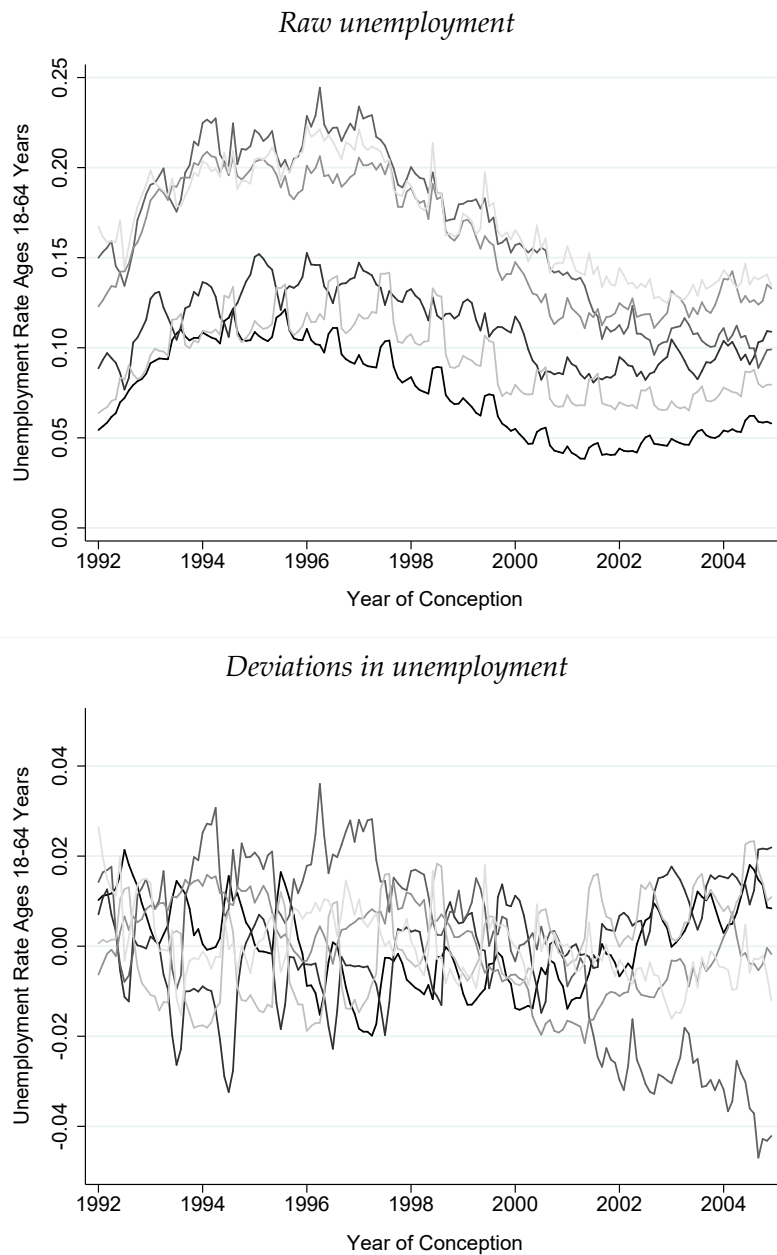 Raw unemployment
Unemployment Rate Ages 18-64 Years
0.25
0.20
0.15
0.10
0.05
0.00
1992 1994 1996 1998 2000 2002 2004
Year of Conception
Deviations in unemployment
Unemployment Rate Ages 18-64 Years
0.04
0.02
0.00
-0.02
-0.04
1992 1994 1996 1998 2000 2002 2004
Year of Conception